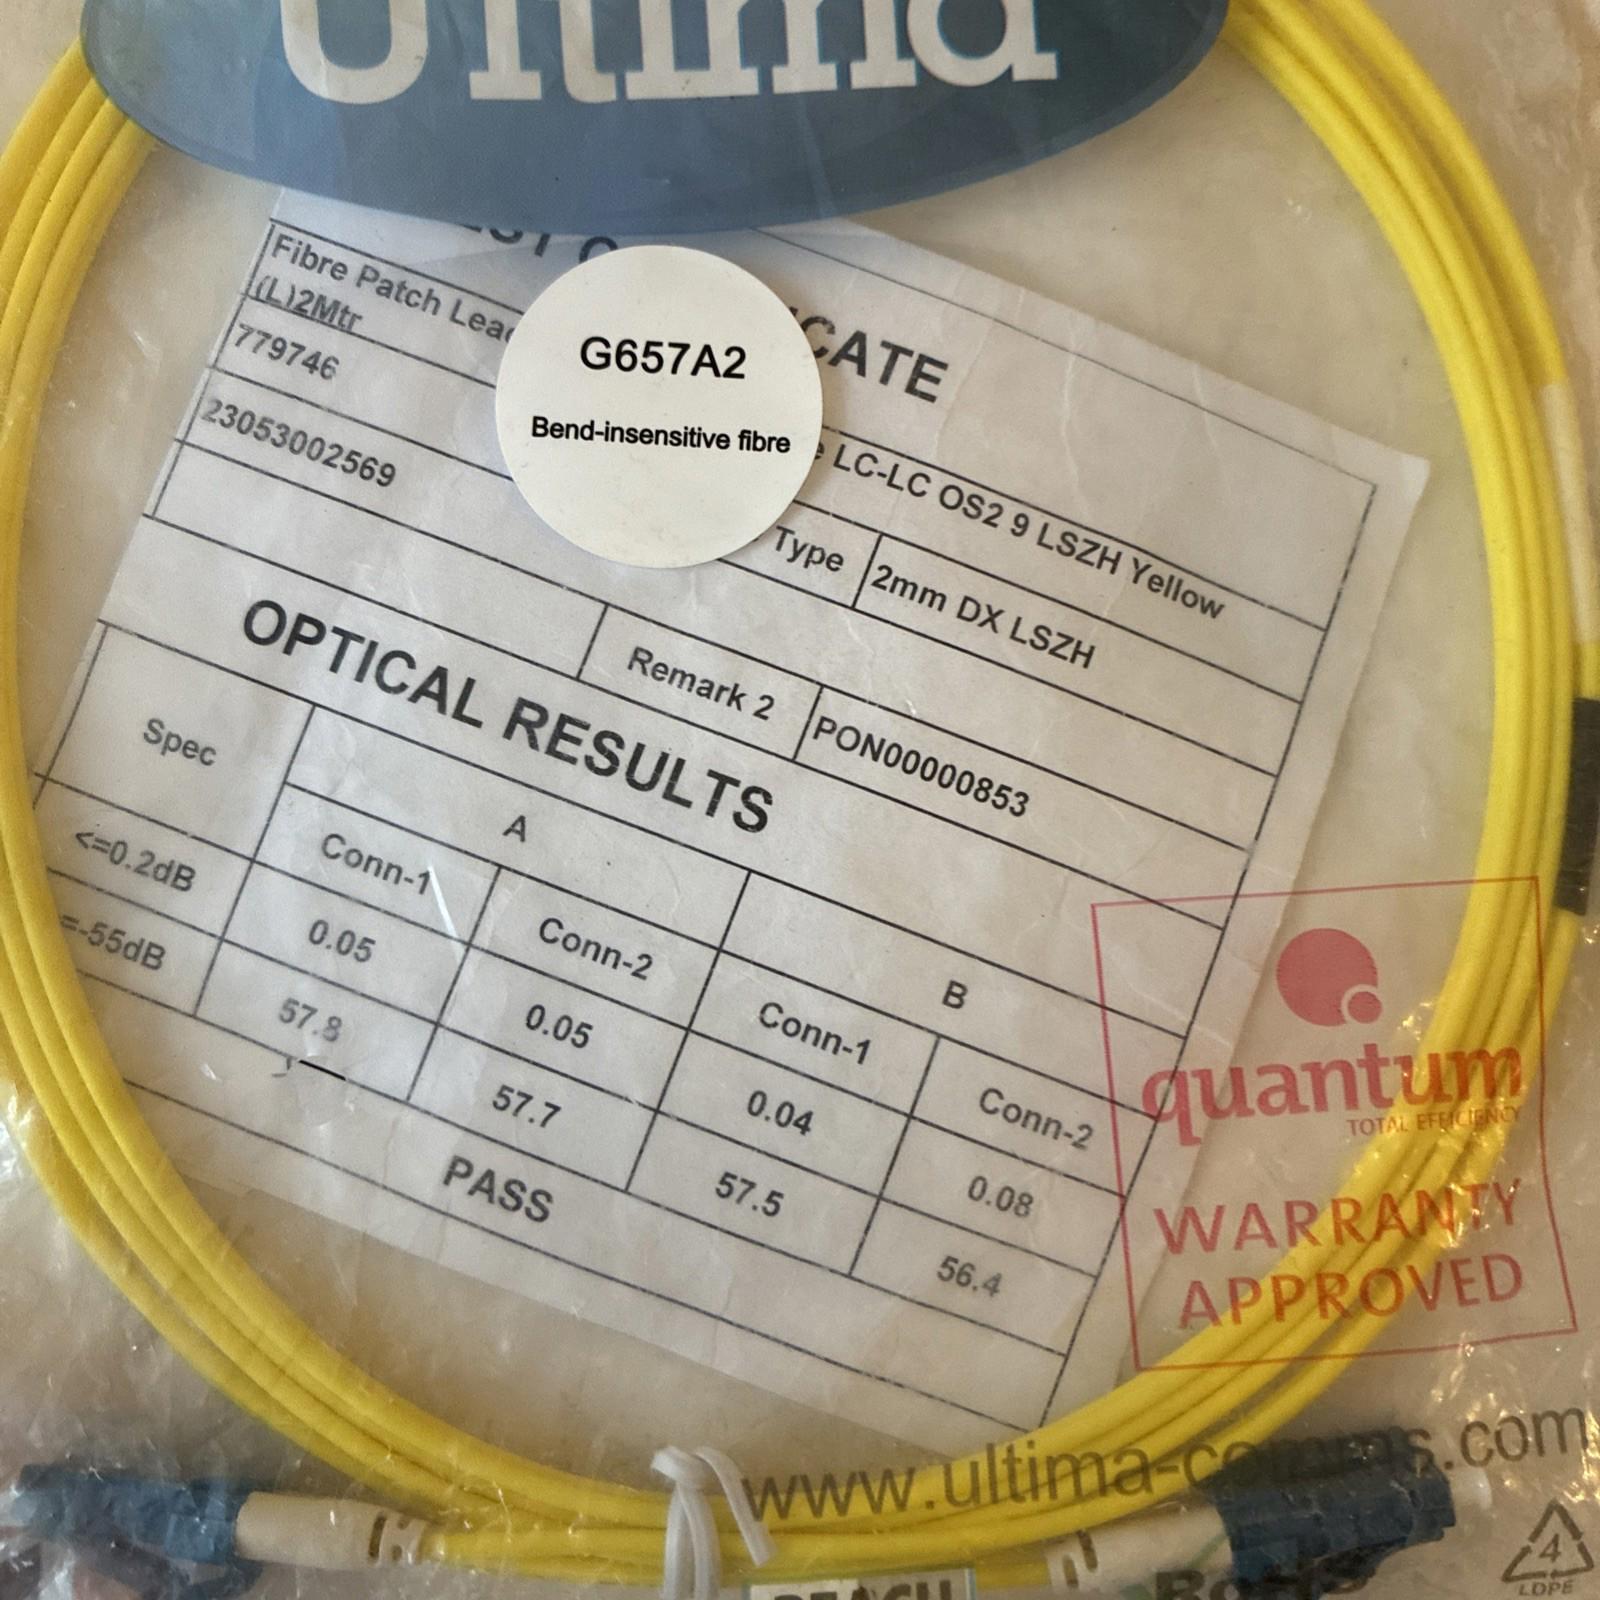 Ultima
CATE
Fibre Patch Lead
LC-LC OS2 9 LSZH Yellow
(L)2Mtr
779746
Type
2mm DX LSZH
23053002569
G657A2
Bend-insensitive fibre
Remark 2
PON00000853
OPTICAL RESULTS
Spec
A
B
Conn-1
Conn-2
Conn-1
Conn-2
<=0.2dB
0.05
0.05
0.04
0.08
=-55dB
57.8
57.7
57.5
56.4
PASS
quantum
TOTAL EFFICIENCY
WARRANTY
APPROVED
www.ultima-comms.com
REACH
RoHS
4
LDPE